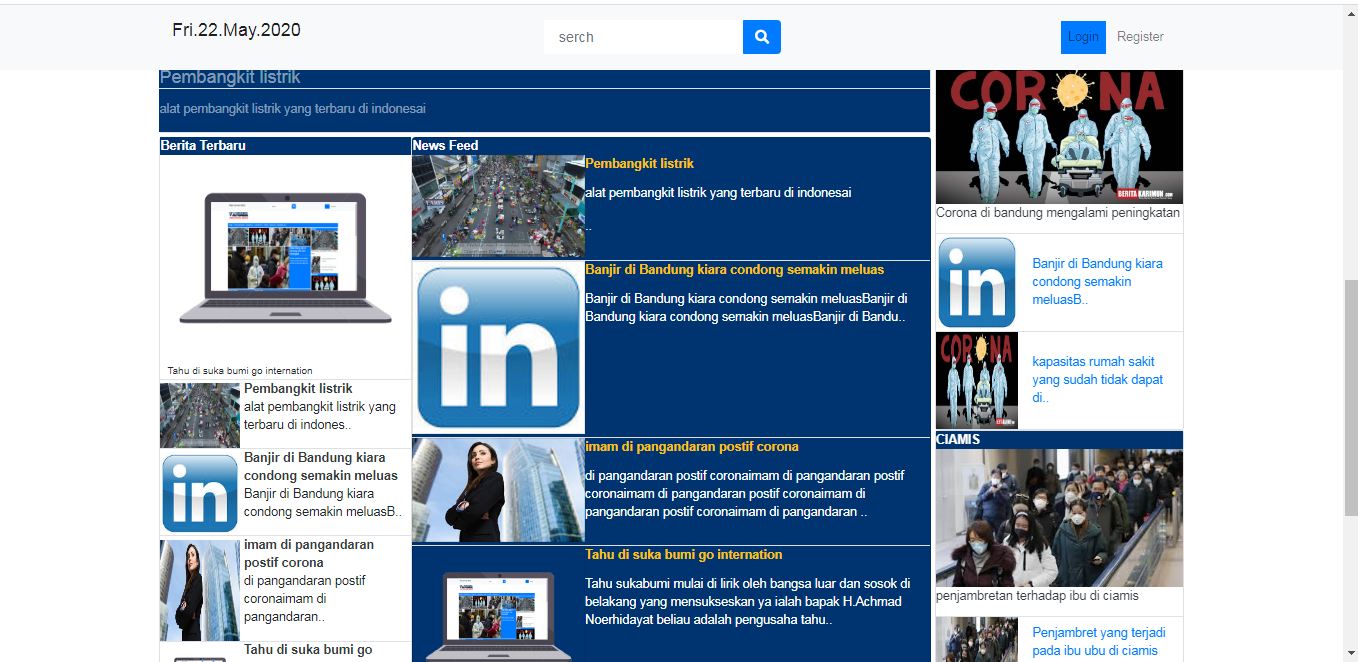 Fri.22.May.2020
serch
Login
Register
Pembangkit listrik
alat pembangkit listrik yang terbaru di indonesai
Berita Terbaru
Tahu di suka bumi go internation
Pembangkit listrik
alat pembangkit listrik yang
terbaru di indones..
in
Banjir di Bandung kiara
condong semakin meluas
Banjir di Bandung kiara
condong semakin meluasB..
imam di pangandaran
postif corona
di pangandaran postif
coronaimam di
pangandaran..
Tahu di suka bumi go
News Feed
Pembangkit listrik
alat pembangkit listrik yang terbaru di indonesai
..
in
Banjir di Bandung kiara condong semakin meluas
Banjir di Bandung kiara condong semakin meluasBanjir di
Bandung kiara condong semakin meluasBanjir di Bandu..
imam di pangandaran postif corona
di pangandaran postif coronaimam di pangandaran postif
coronaimam di pangandaran postif coronaimam di
pangandaran postif coronaimam di pangandaran ..
Tahu di suka bumi go internation
Tahu sukabumi mulai di lirik oleh bangsa luar dan sosok di
belakang yang mensukseskan ya ialah bapak H.Achmad
Noerhidayat beliau adalah pengusaha tahu..
CORONA
BERITA KARIMUN.com
Corona di bandung mengalami peningkatan
in
Banjir di Bandung kiara
condong semakin
meluasB..
CORONA
kapasitas rumah sakit
yang sudah tidak dapat
di..
CIAMIS
penjambretan terhadap ibu di ciamis
Penjambret yang terjadi
pada ibu ubu di ciamis